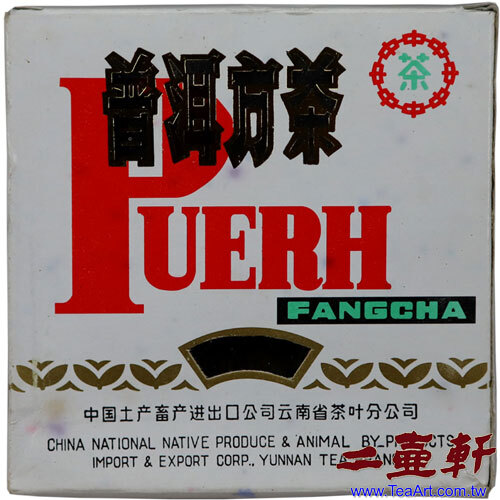 普洱方茶
茶
PUERH
FANGCHA
中国土产畜产进出口公司云南省茶叶分公司
CHINA NATIONAL NATIVE PRODUCE & ANIMAL BY PRODUCTS
IMPORT & EXPORT CORP., YUNNAN TEA
二壺軒
www.TeaArt.com.tw